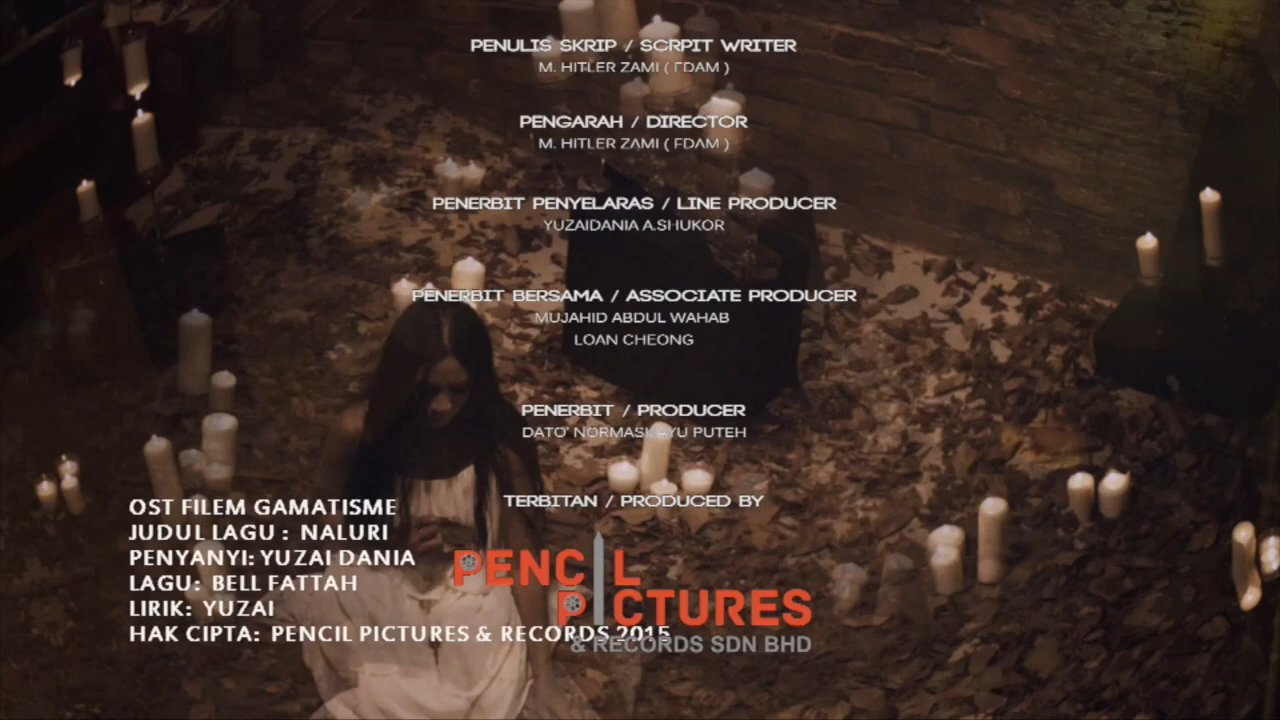 PENULIS SKRIP / SCRPIT WRITER
M. HITLER ZAMI ( FDAM )
PENGARAH / DIRECTOR
M. HITLER ZAMI ( FDAM )
PENERBIT PENYELARAS / LINE PRODUCER
YUZAIDANIA A.SHUKOR
PENERBIT BERSAMA / ASSOCIATE PRODUCER
MUJAHID ABDUL WAHAB
LOAN CHEONG
PENERBIT / PRODUCER
DATO' NORMASKAYU PUTEH
TERBITAN / PRODUCED BY
PENCIL
PICTURES
& RECORDS SDN BHD
OST FILEM GAMATISME
JUDUL LAGU : NALURI
PENYANYI: YUZAI DANIA
LAGU: BELL FATTAH
LIRIK: YUZAI
HAK CIPTA: PENCIL PICTURES & RECORDS 2015